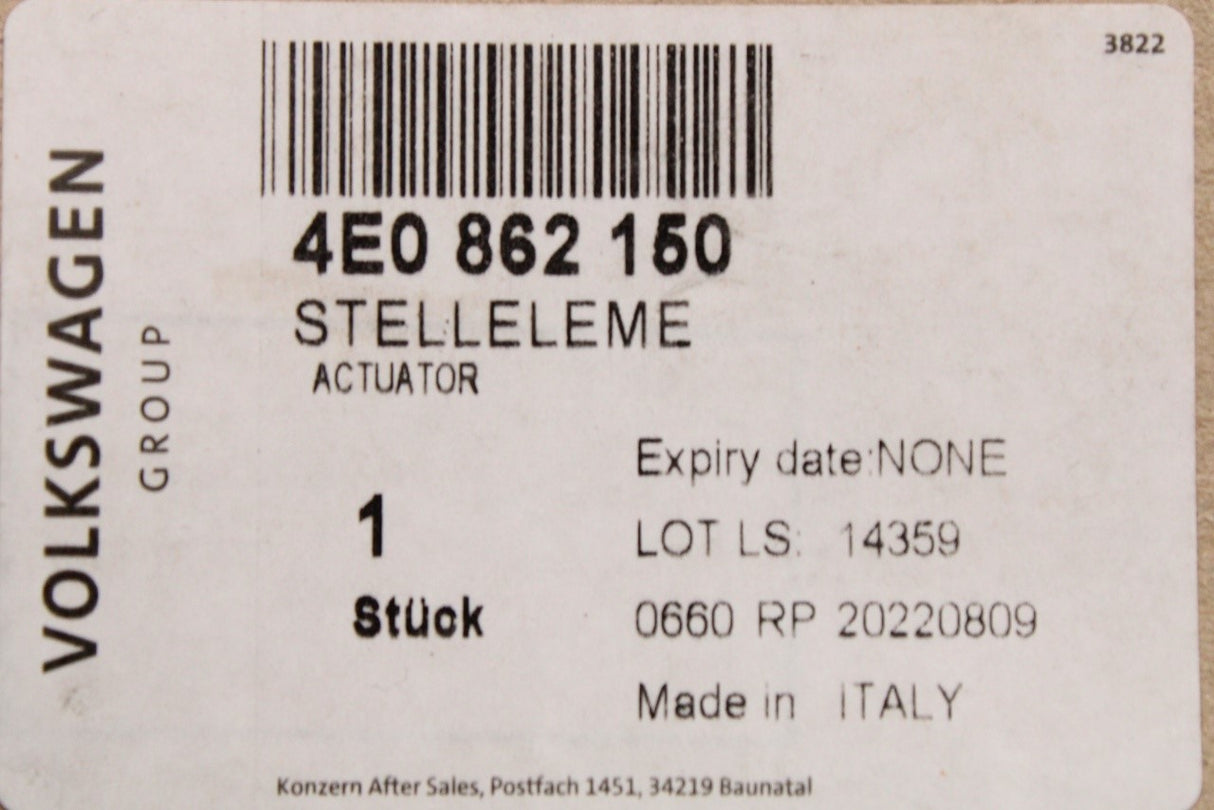 3822
VOLKSWAGEN
GROUP
4E0 862 150
STELLELEME
ACTUATOR
Expiry date:NONE
1
LOT LS: 14359
Stück
0660 RP 20220809
Made in ITALY
Konzern After Sales, Postfach 1451, 34219 Baunatal